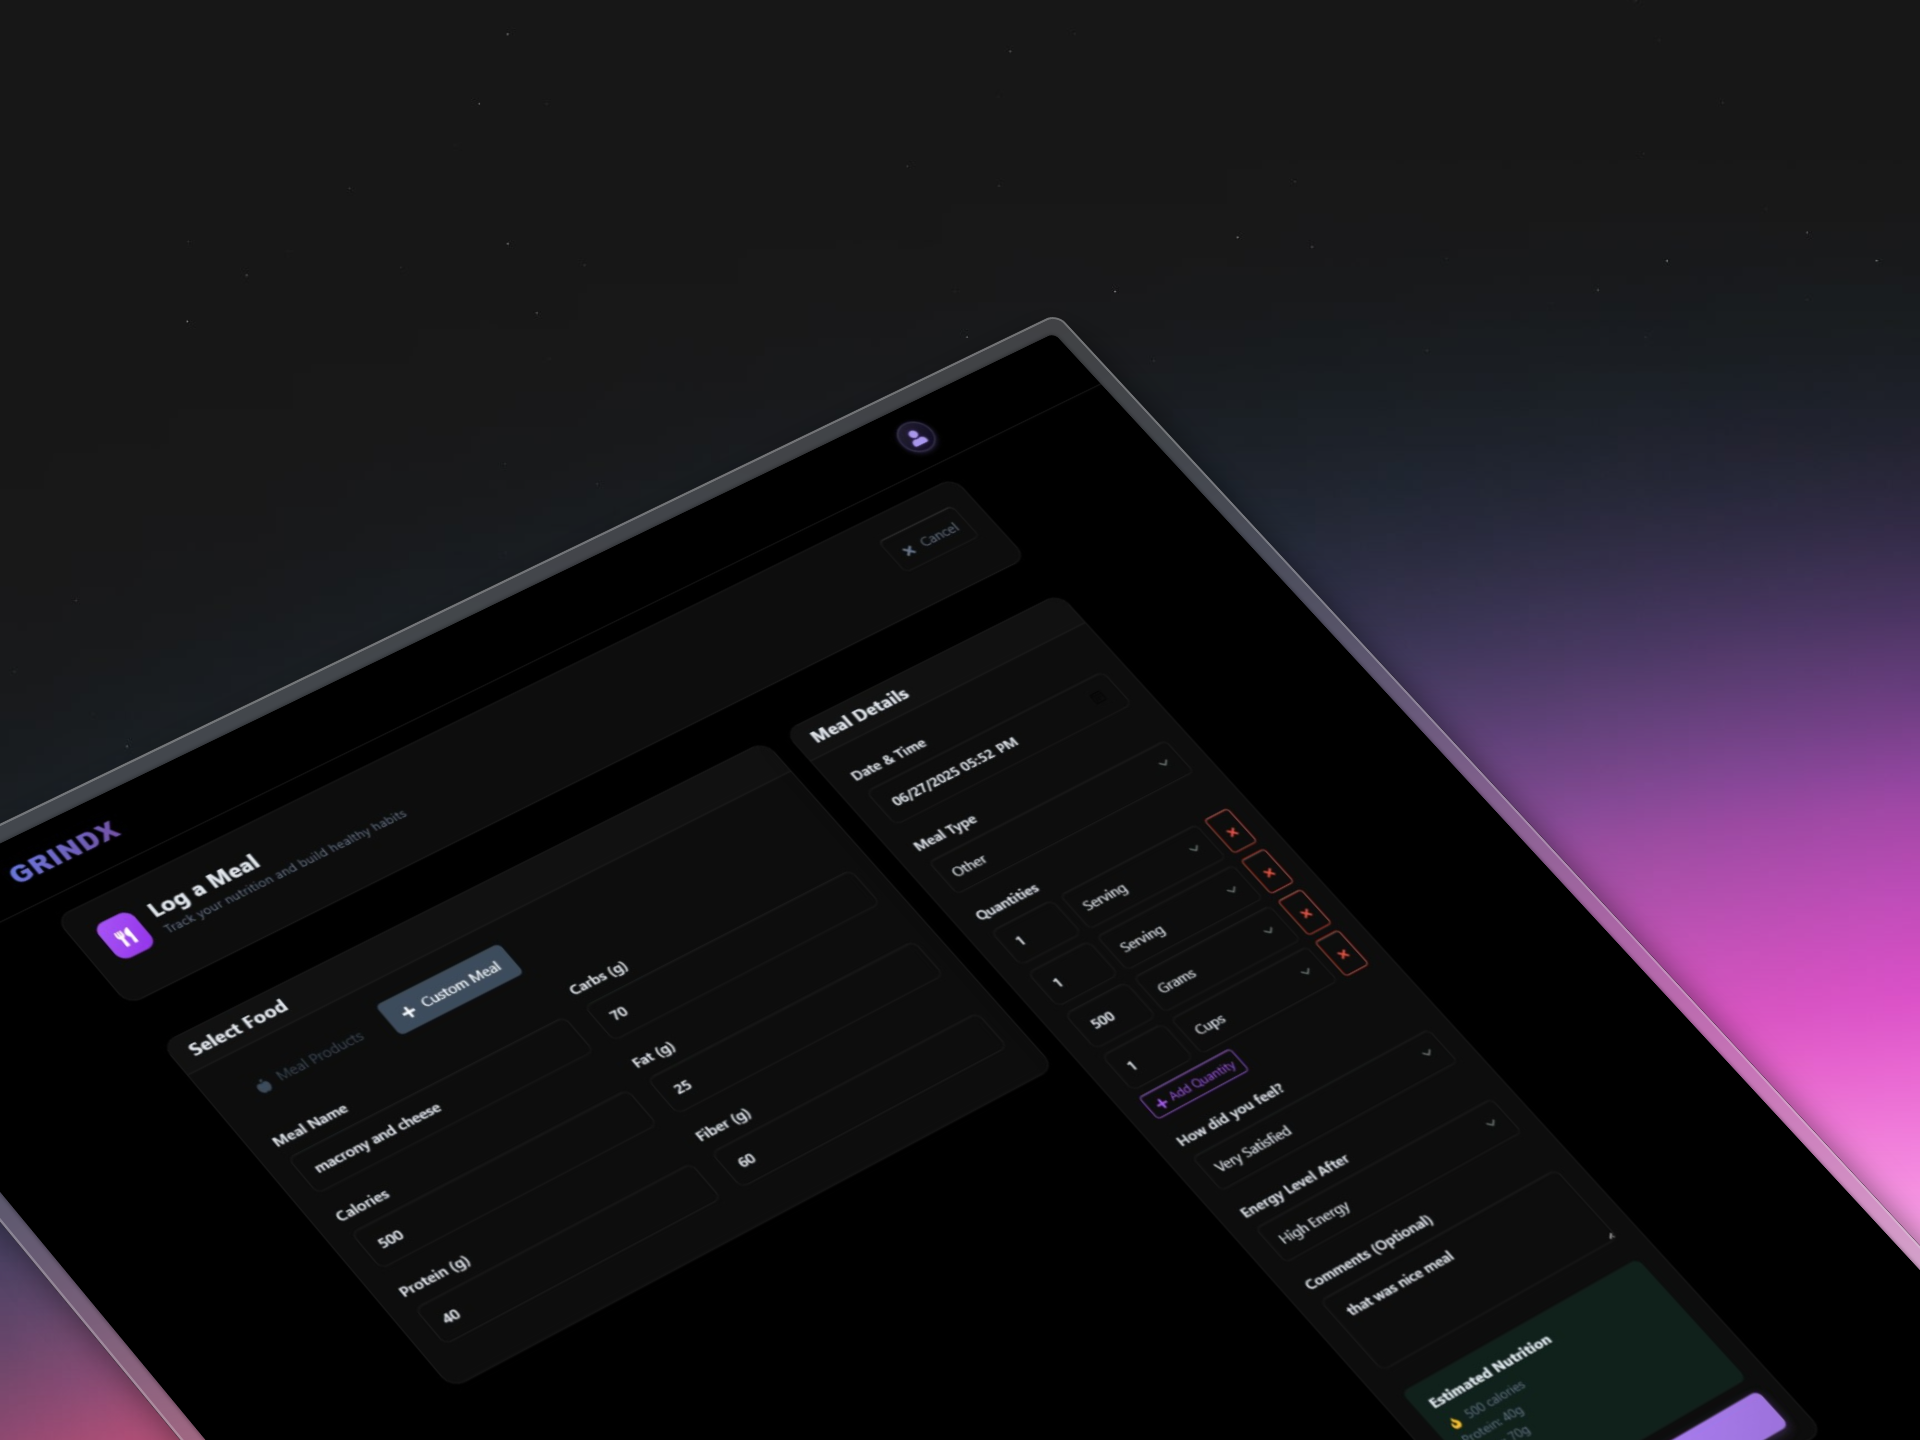 GRINDX
Log a Meal
Track your nutrition and build healthy habits
Cancel
Select Food
Meal Products
Custom Meal
Meal Name
macrony and cheese
Carbs (g)
70
Calories
500
Fat (g)
25
Protein (g)
40
Fiber (g)
60
Meal Details
Date & Time
06/27/2025 05:52 PM
Meal Type
Other
Quantities
1 Serving
1 Serving
500 Grams
1 Cups
Add Quantity
How did you feel?
Very Satisfied
Energy Level After
High Energy
Comments (Optional)
that was nice meal
Estimated Nutrition
500 calories
Protein: 40g
70g